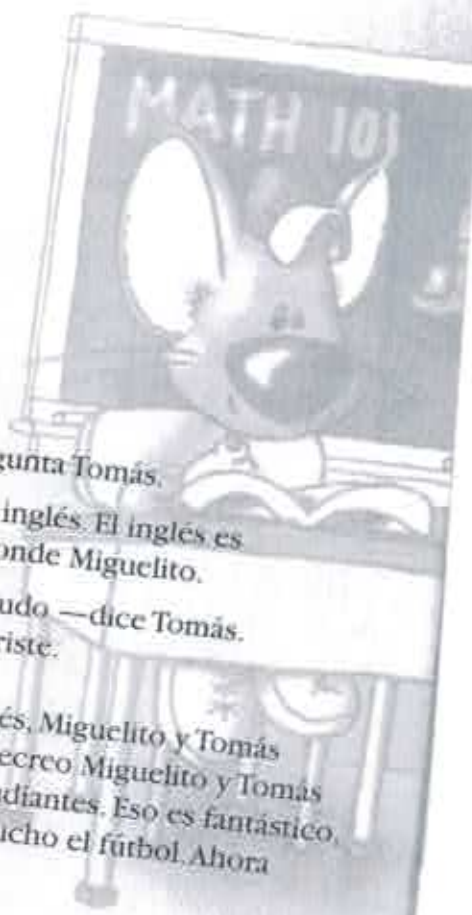 MATH 101
gunta Tomás.
inglés. El inglés es
onde Miguelito.
udo —dice Tomás.
riste.
és, Miguelito y Tomás
ecreo Miguelito y Tomás
diantes. Eso es fantástico.
ucho el fútbol. Ahora